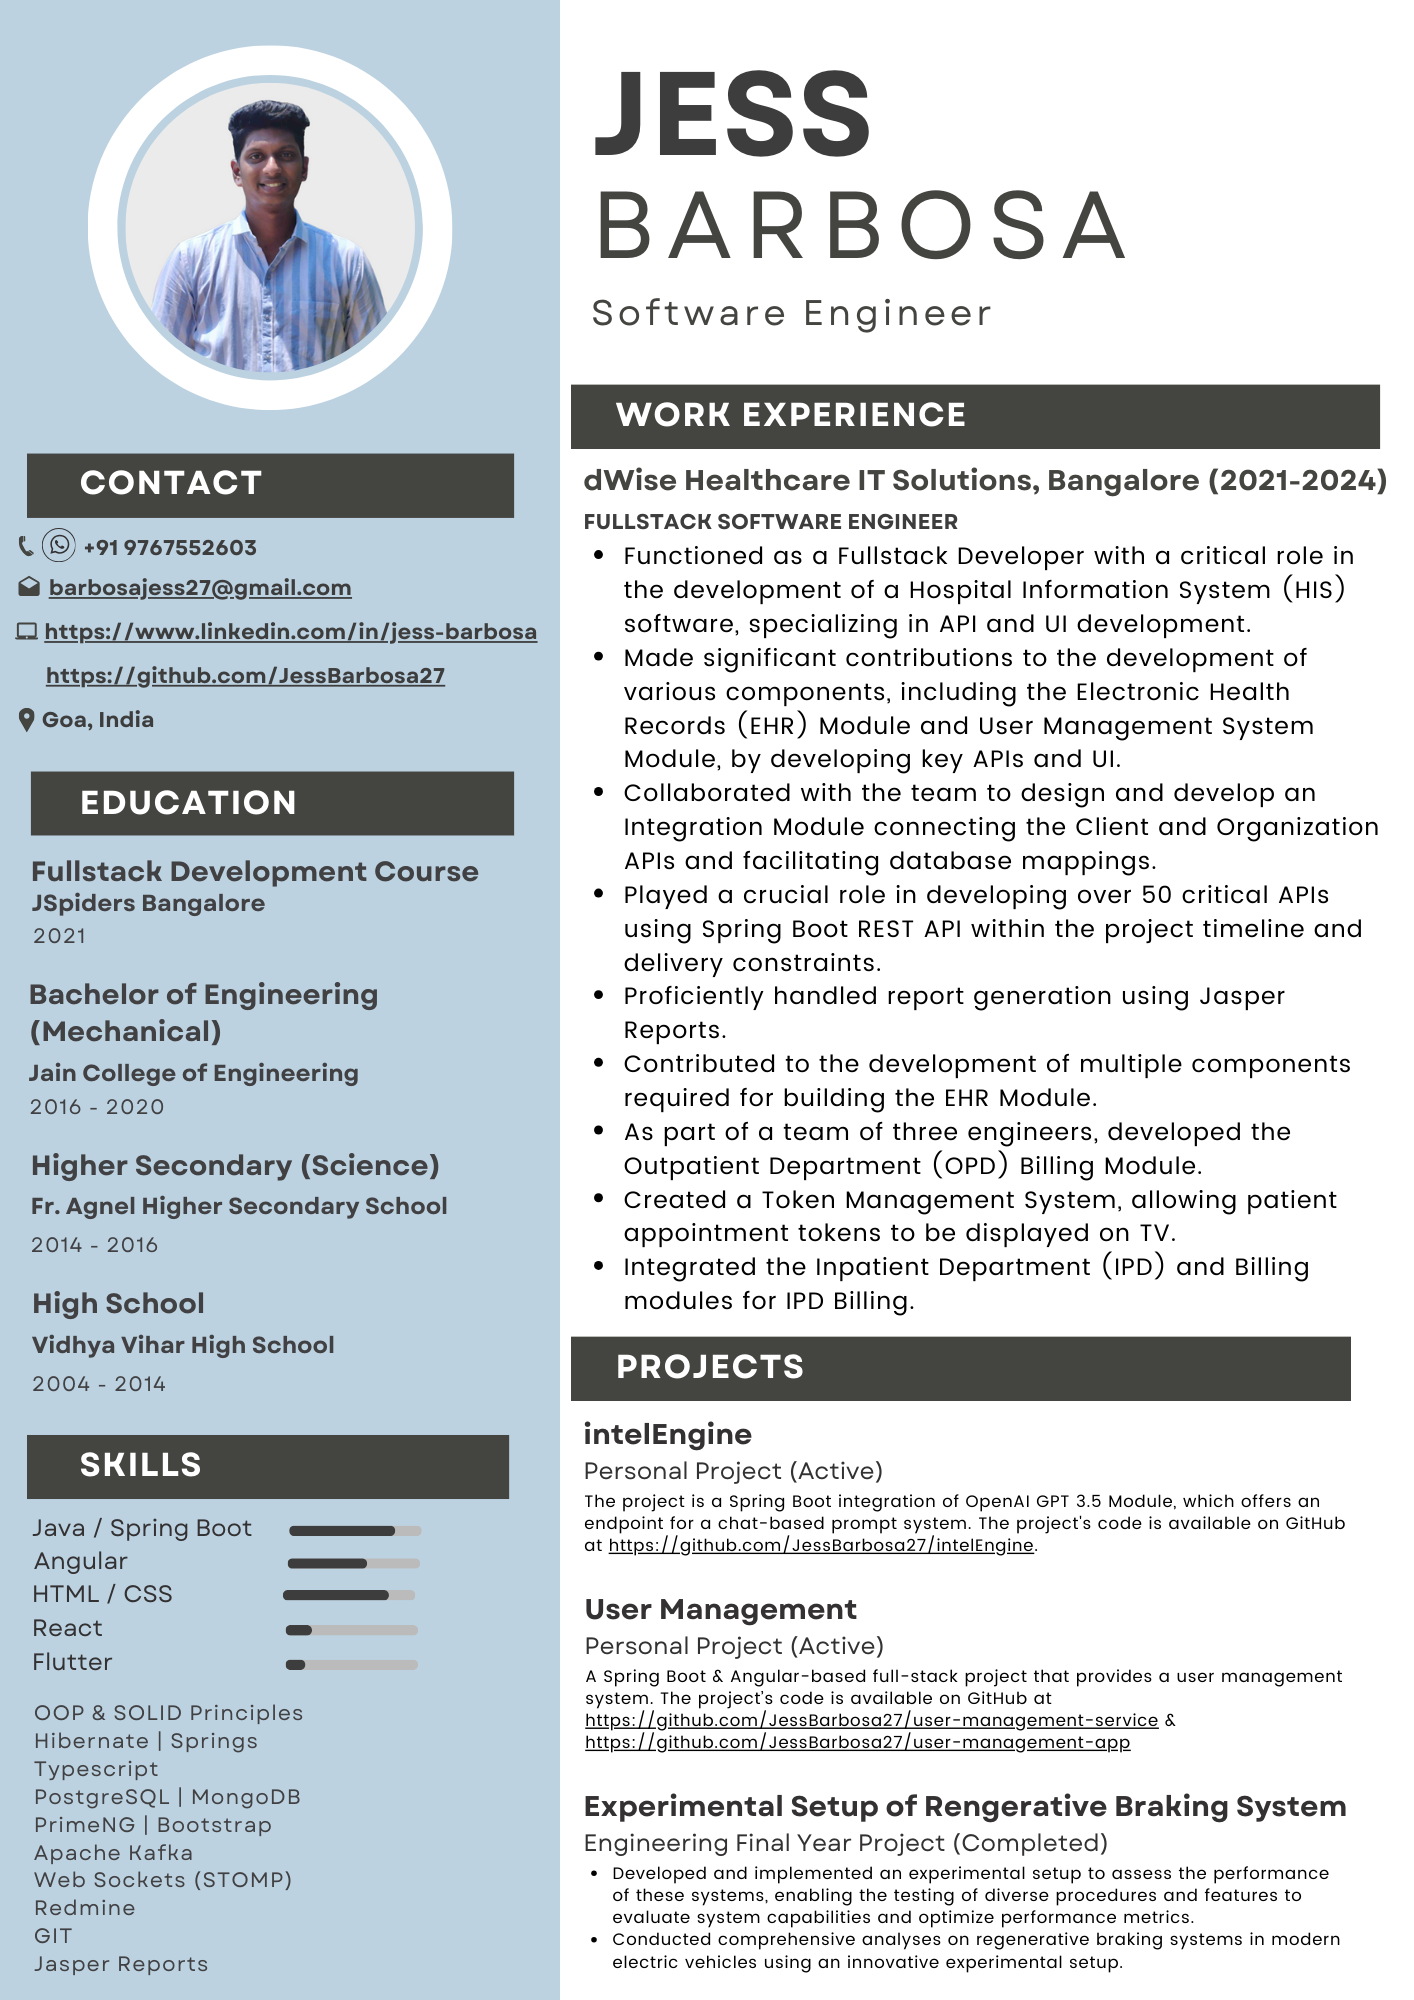 JESS
BARBOSA
Software Engineer
CONTACT
+91 9767552603
barbosajess27@gmail.com
https://www.linkedin.com/in/jess-barbosa
https://github.com/JessBarbosa27
Goa, India
EDUCATION
Fullstack Development Course
JSpiders Bangalore
2021
Bachelor of Engineering
(Mechanical)
Jain College of Engineering
2016 - 2020
Higher Secondary (Science)
Fr. Agnel Higher Secondary School
2014 - 2016
High School
Vidhya Vihar High School
2004 - 2014
SKILLS
Java / Spring Boot
Angular
HTML / CSS
React
Flutter
OOP & SOLID Principles
Hibernate | Springs
Typescript
PostgreSQL | MongoDB
PrimeNG | Bootstrap
Apache Kafka
Web Sockets (STOMP)
Redmine
GIT
Jasper Reports
WORK EXPERIENCE
dWise Healthcare IT Solutions, Bangalore (2021-2024)
FULLSTACK SOFTWARE ENGINEER
• Functioned as a Fullstack Developer with a critical role in
the development of a Hospital Information System (HIS)
software, specializing in API and UI development.
• Made significant contributions to the development of
various components, including the Electronic Health
Records (EHR) Module and User Management System
Module, by developing key APIs and UI.
• Collaborated with the team to design and develop an
Integration Module connecting the Client and Organization
APIs and facilitating database mappings.
• Played a crucial role in developing over 50 critical APIs
using Spring Boot REST API within the project timeline and
delivery constraints.
• Proficiently handled report generation using Jasper
Reports.
• Contributed to the development of multiple components
required for building the EHR Module.
• As part of a team of three engineers, developed the
Outpatient Department (OPD) Billing Module.
• Created a Token Management System, allowing patient
appointment tokens to be displayed on TV.
• Integrated the Inpatient Department (IPD) and Billing
modules for IPD Billing.
PROJECTS
intelEngine
Personal Project (Active)
The project is a Spring Boot integration of OpenAI GPT 3.5 Module, which offers an
endpoint for a chat-based prompt system. The project's code is available on GitHub
at https://github.com/JessBarbosa27/intelEngine.
User Management
Personal Project (Active)
A Spring Boot & Angular-based full-stack project that provides a user management
system. The project's code is available on GitHub at
https://github.com/JessBarbosa27/user-management-service &
https://github.com/JessBarbosa27/user-management-app
Experimental Setup of Rengerative Braking System
Engineering Final Year Project (Completed)
• Developed and implemented an experimental setup to assess the performance
of these systems, enabling the testing of diverse procedures and features to
evaluate system capabilities and optimize performance metrics.
• Conducted comprehensive analyses on regenerative braking systems in modern
electric vehicles using an innovative experimental setup.